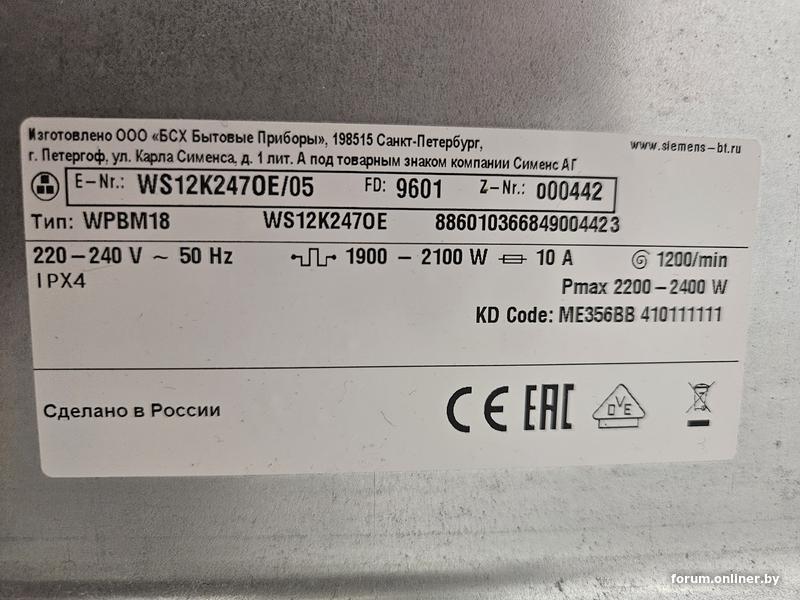 Изготовлено ООО «БСХ Бытовые Приборы», 198515 Санкт-Петербург,
г. Петергоф, ул. Карла Сименса, д. 1 лит. А под товарным знаком компании Сименс АГ
www.siemens-bt.ru
E-Nr.: WS12K247OE/05 FD: 9601 Z-Nr.: 000442
Тип: WPBM18 WS12K247OE 886010366849004423
220-240 V ~ 50 Hz 1900 - 2100 W 10 A 1200/min
IPX4 Pmax 2200-2400 W
KD Code: ME356BB 410111111
Сделано в России CE EAC OVE
forum.onliner.by